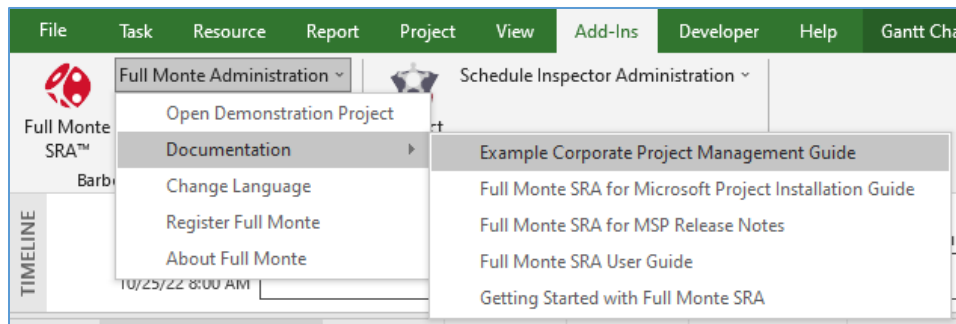 File Task Resource Report Project View Add-Ins Developer Help Gantt Cha
Full Monte Administration
Schedule Inspector Administration
Full Monte
SRA™
Barb
Open Demonstration Project
Documentation
Change Language
Register Full Monte
About Full Monte
Example Corporate Project Management Guide
Full Monte SRA for Microsoft Project Installation Guide
Full Monte SRA for MSP Release Notes
Full Monte SRA User Guide
Getting Started with Full Monte SRA
TIMELINE
10/25/22 8:00 AM